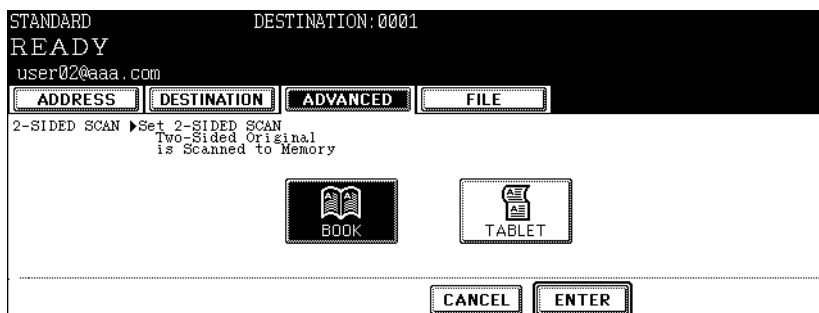 STANDARD DESTINATION:0001
READY
user02@aaa.com
ADDRESS DESTINATION ADVANCED FILE
2-SIDED SCAN ▶Set 2-SIDED SCAN
Two-Sided Original
is Scanned to Memory
BOOK TABLET
CANCEL ENTER